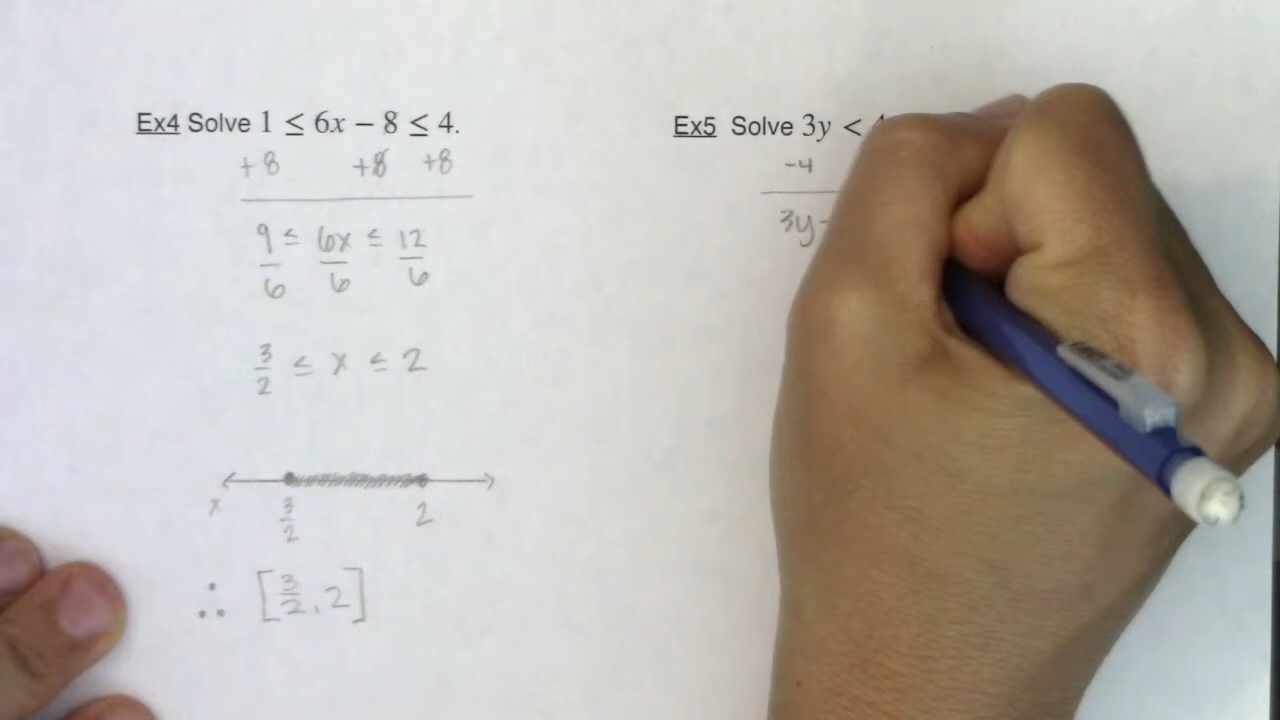 Ex4 Solve 1 ≤ 6x − 8 ≤ 4.
+8 +8 +8
9/6 ≤ 6x/6 ≤ 12/6
3/2 ≤ x ≤ 2
x 3/2 2
∴ [3/2, 2]
Ex5 Solve 3y <
−4
3y